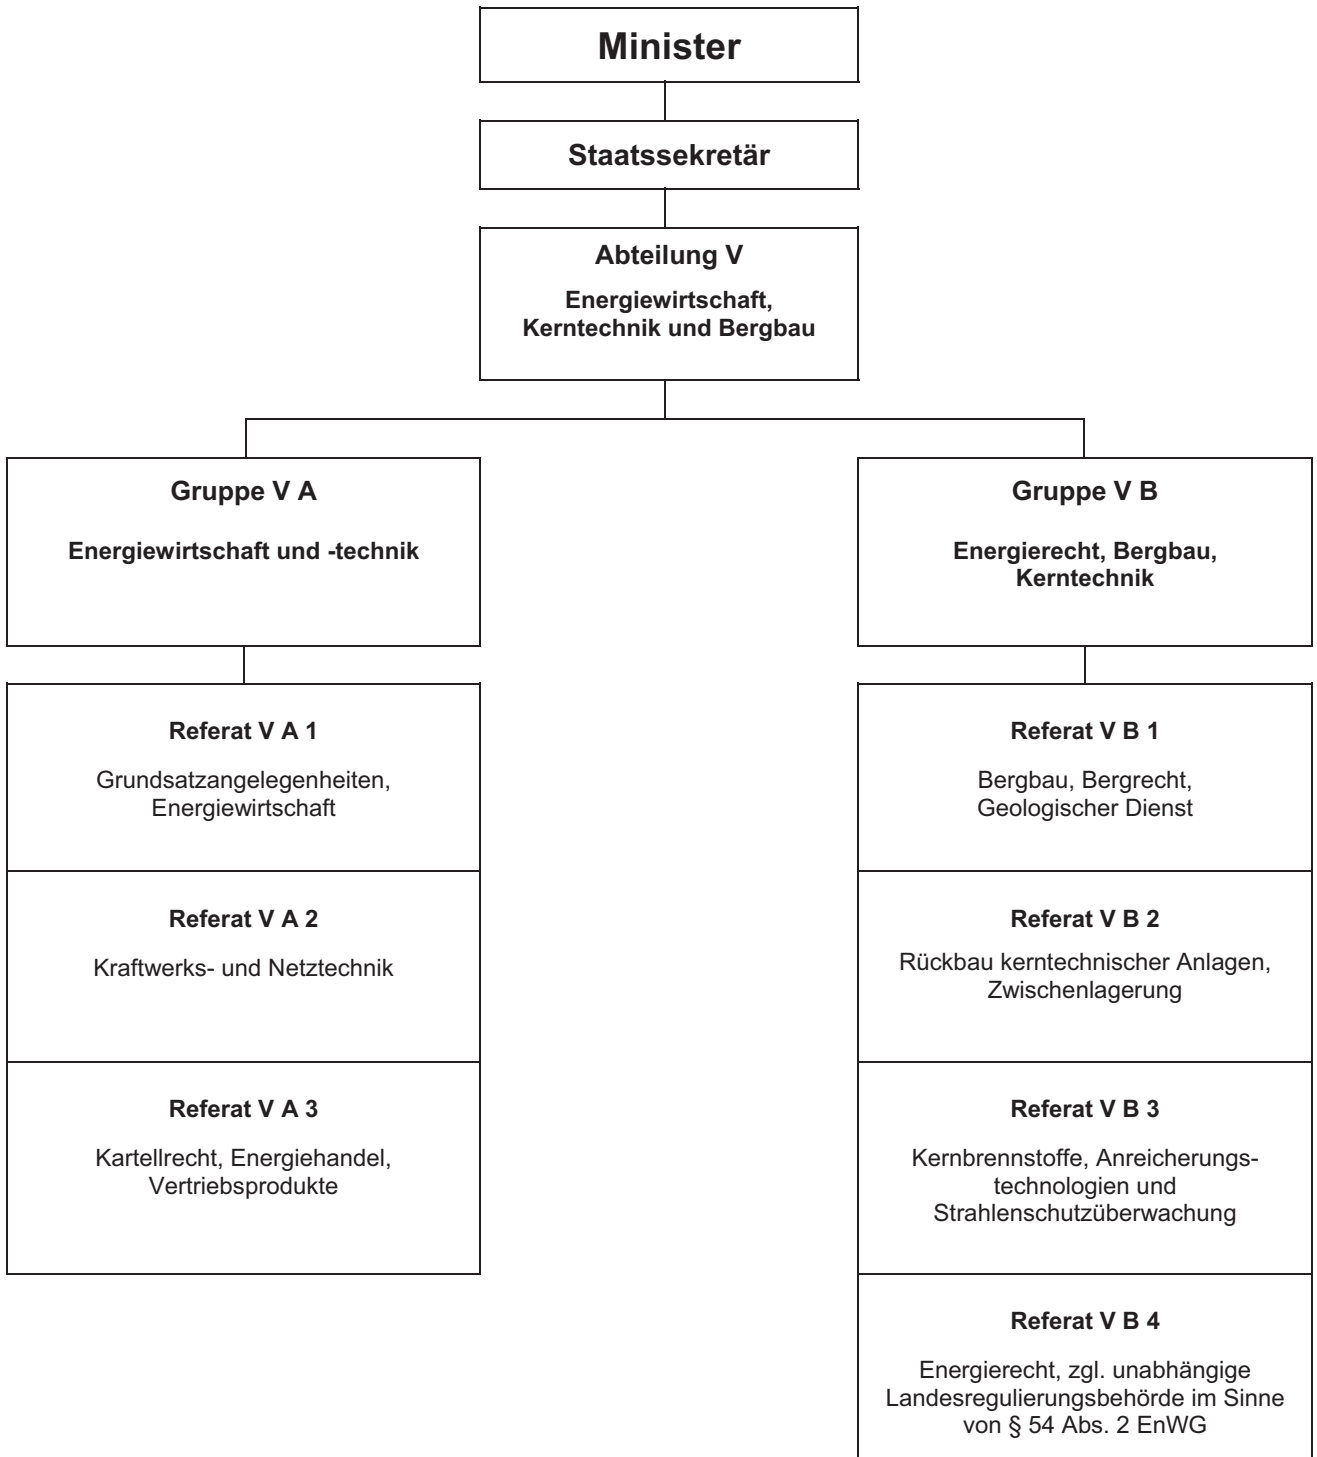 Minister
Staatssekretär
Abteilung V
Energiewirtschaft,
Kerntechnik und Bergbau
Gruppe V A
Energiewirtschaft und -technik
Gruppe V B
Energierecht, Bergbau,
Kerntechnik
Referat V A 1
Grundsatzangelegenheiten,
Energiewirtschaft
Referat V A 2
Kraftwerks- und Netztechnik
Referat V A 3
Kartellrecht, Energiehandel,
Vertriebsprodukte
Referat V B 1
Bergbau, Bergrecht,
Geologischer Dienst
Referat V B 2
Rückbau kerntechnischer Anlagen,
Zwischenlagerung
Referat V B 3
Kernbrennstoffe, Anreicherungs-
technologien und
Strahlenschutzüberwachung
Referat V B 4
Energierecht, zgl. unabhängige
Landesregulierungsbehörde im Sinne
von § 54 Abs. 2 EnWG